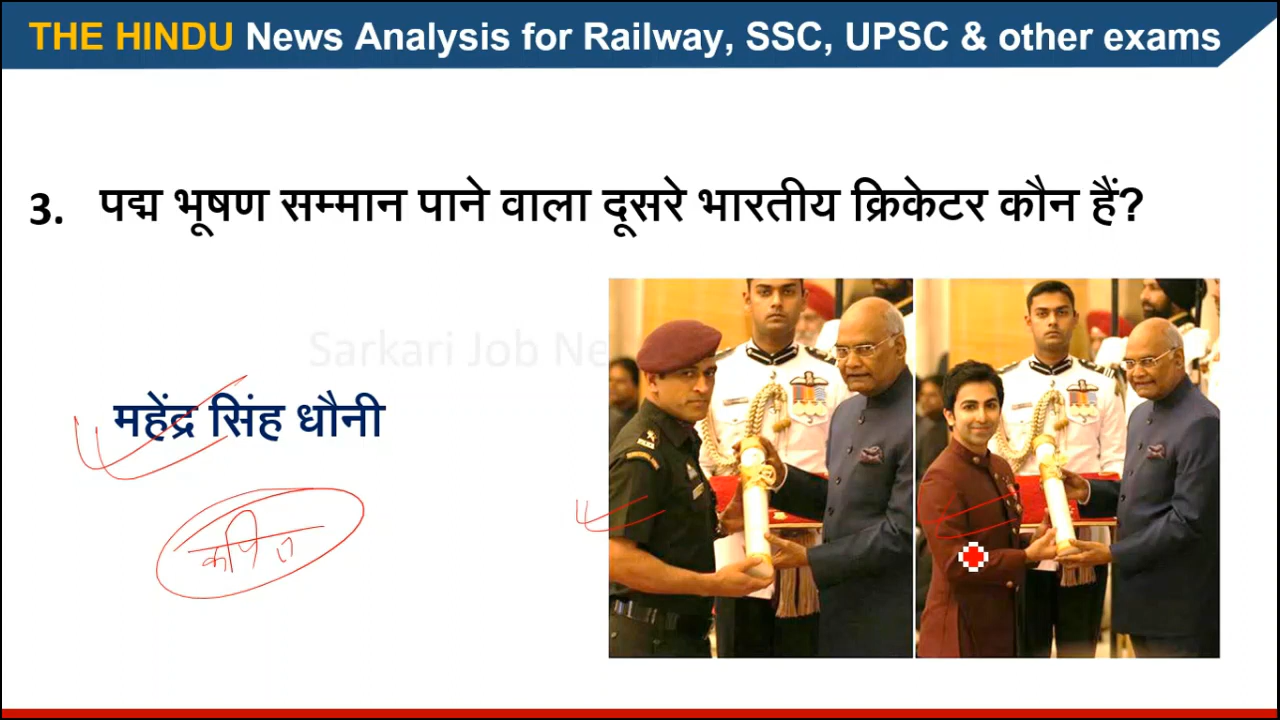 THE HINDU News Analysis for Railway, SSC, UPSC & other exams
3. पद्म भूषण सम्मान पाने वाला दूसरे भारतीय क्रिकेटर कौन हैं?
Sarkari Job Ne
महेंद्र सिंह धौनी